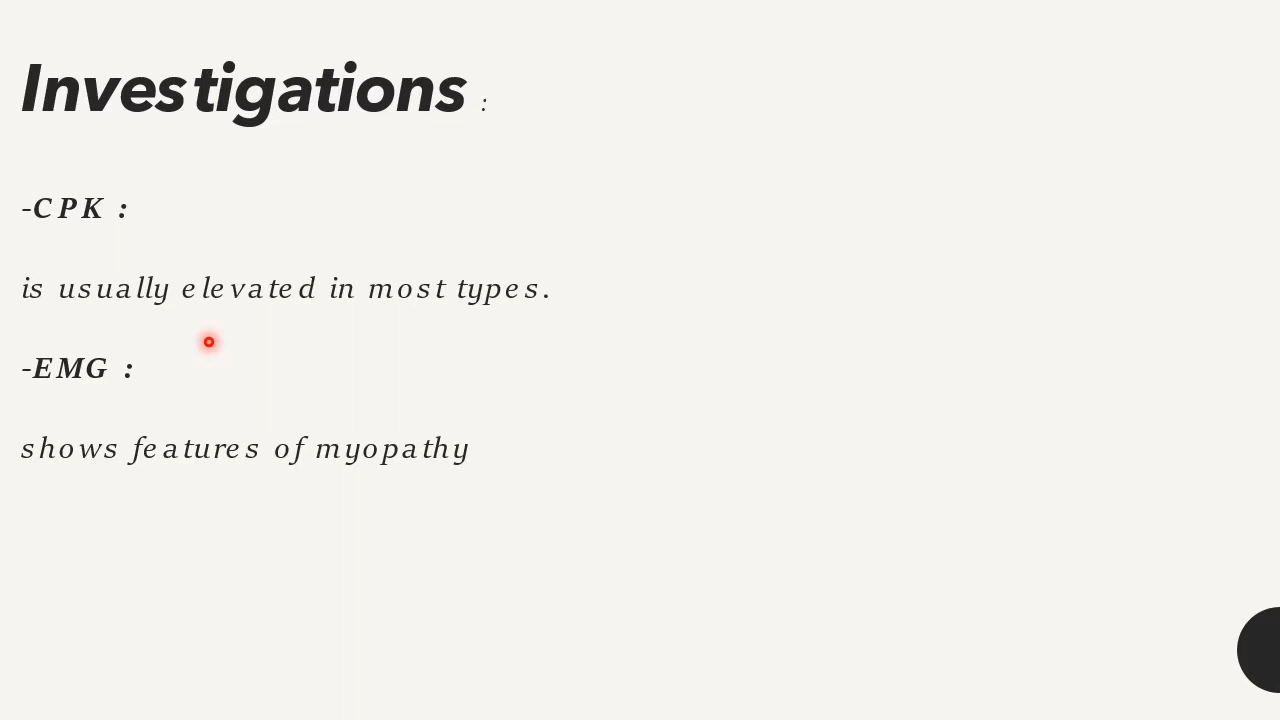 Investigations :
-CPK :
is usually elevated in most types.
-EMG :
shows features of myopathy